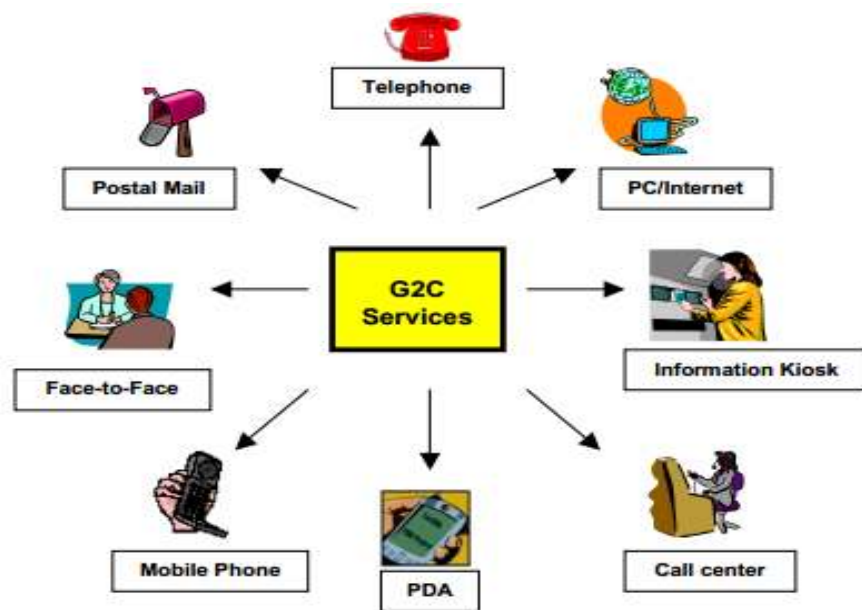 Telephone
Postal Mail
PC/Internet
G2C
Services
Face-to-Face
Information Kiosk
Mobile Phone
PDA
Call center